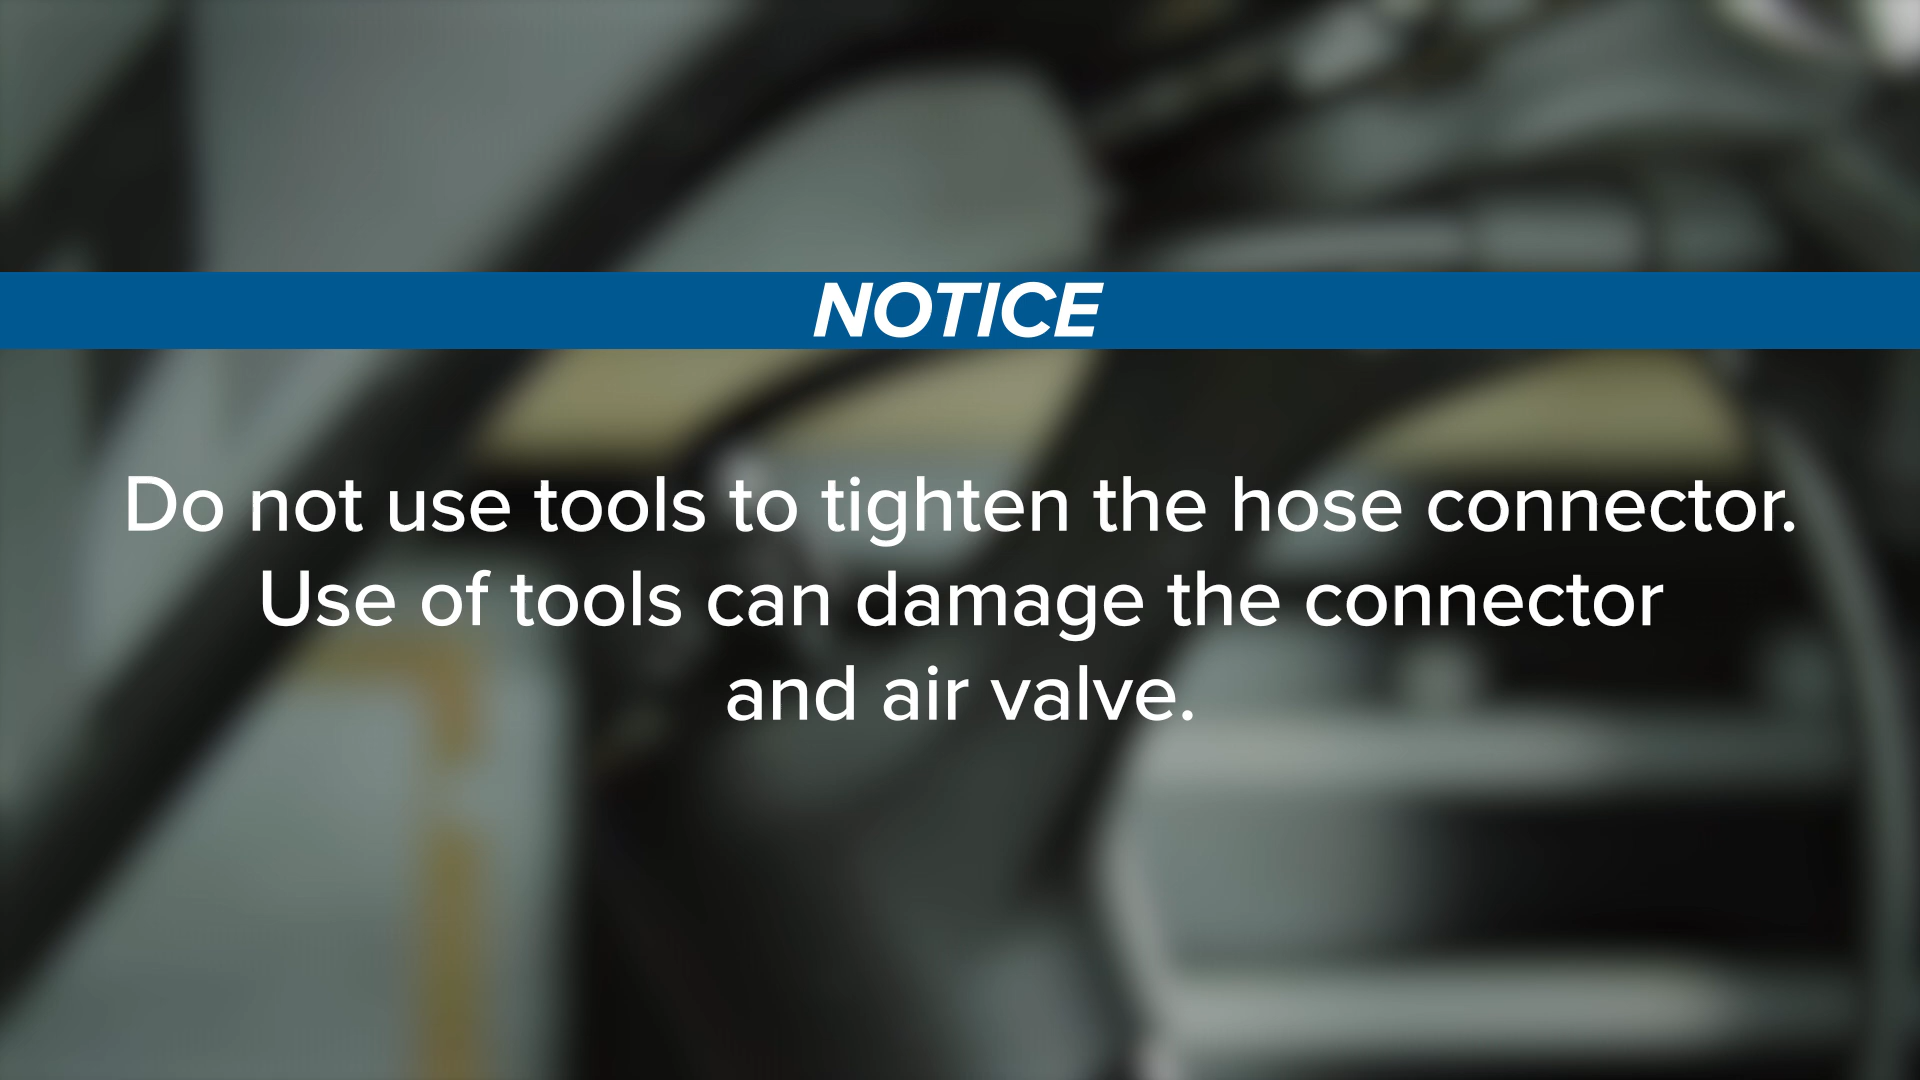 NOTICE
Do not use tools to tighten the hose connector.
Use of tools can damage the connector
and air valve.